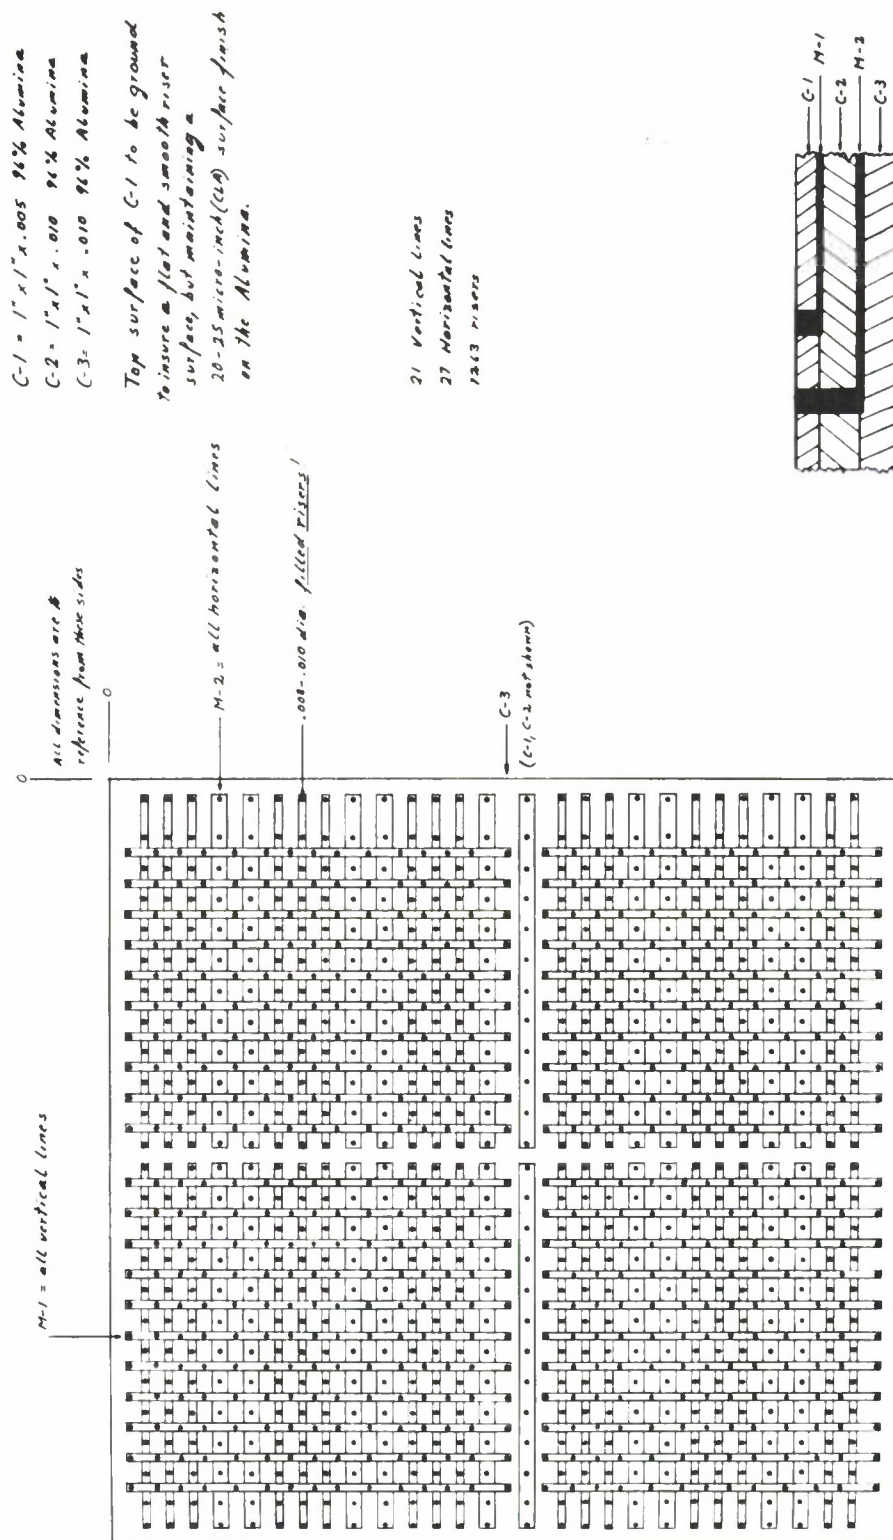 C-1 = 1" x 1" x .005 96% Alumina
C-2 = 1" x 1" x .010 96% Alumina
C-3 = 1" x 1" x .010 96% Alumina
Top surface of C-1 to be ground
to insure a flat and smooth riser
surface, but maintaining a
20-25 micro-inch (CLA) surface finish
on the Alumina.
21 Vertical Lines
27 Horizontal Lines
1263 risers
0
All dimensions are
reference from these sides
0
M-1 = all vertical lines
M-2 = all horizontal lines
.008-.010 dia. filled risers!
C-3
(C-1, C-2 not shown)
C-1
M-1
C-2
M-2
C-3